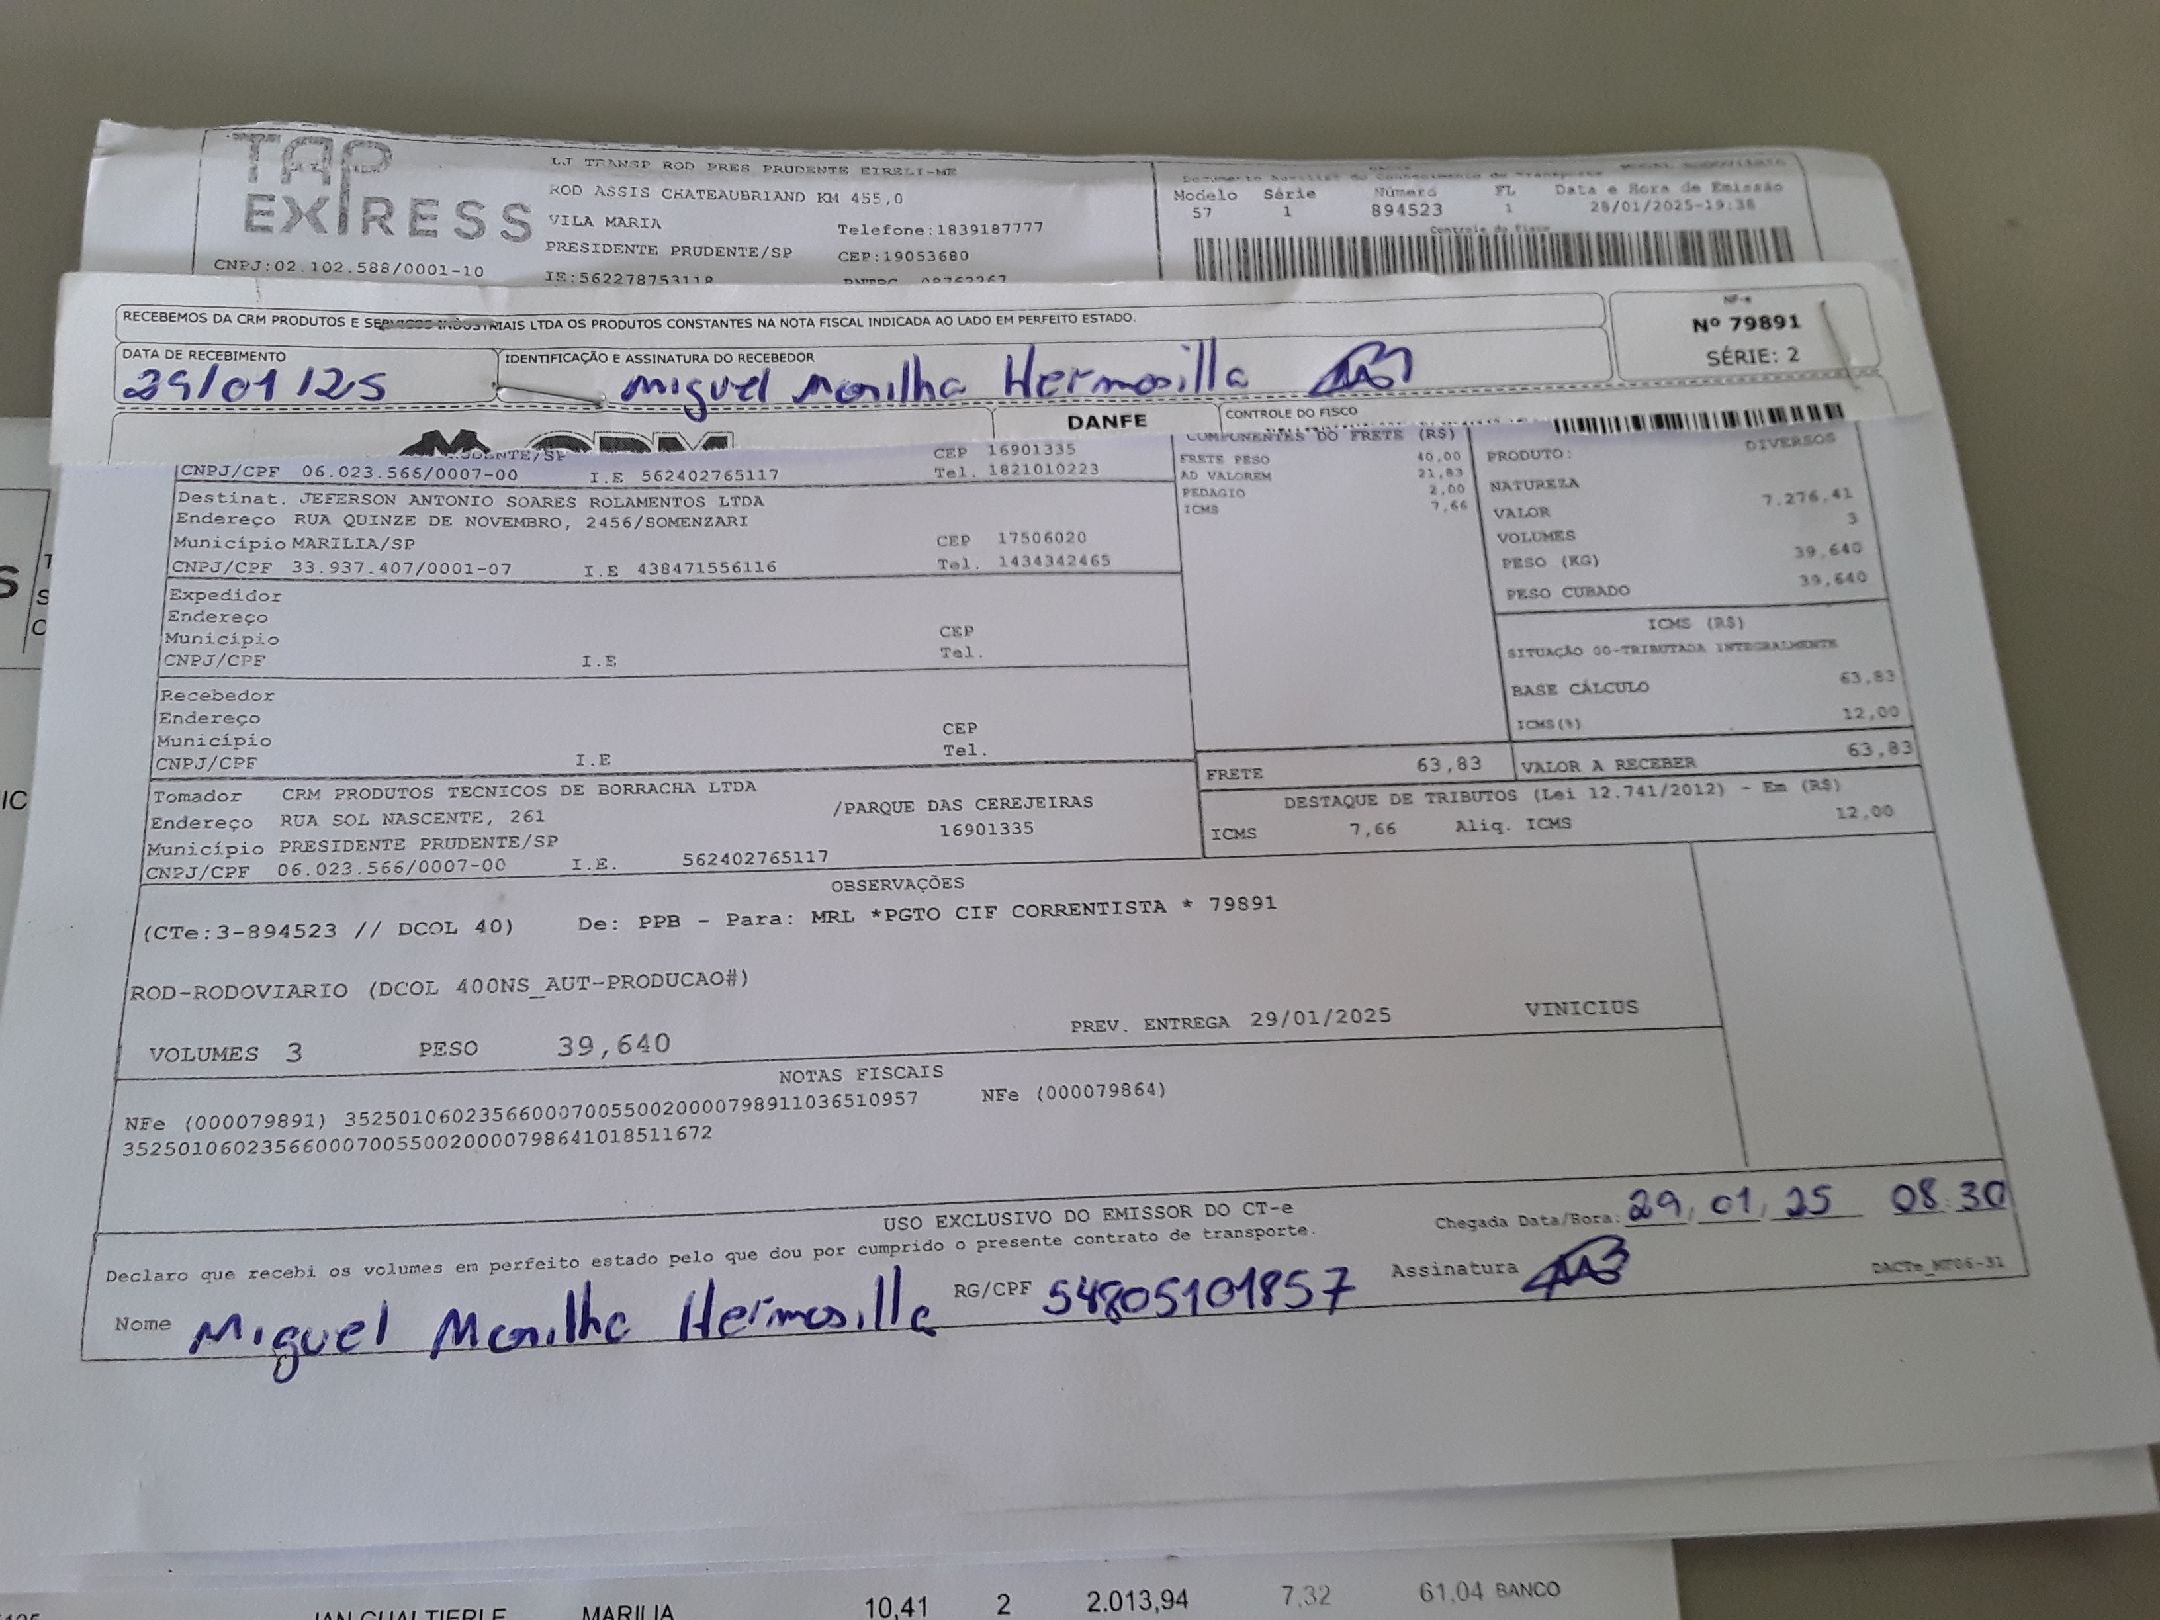 TAP
EXPRESS
LJ TRANSP ROD PRES PRUDENTE EIRELI-ME
ROD ASSIS CHATEAUBRIAND KM 455,0
VILA MARIA
Telefone:1839187777
PRESIDENTE PRUDENTE/SP
CEP:19053680
CNPJ:02.102.588/0001-10
IE:562278753118
Documento Auxiliar do Conhecimento de Transporte
Modelo Série Número FL Data e Hora de Emissão
57 1 894523 1 28/01/2025-19:38
Controle do Fisco
RECEBEMOS DA CRM PRODUTOS E SERVIÇOS INDUSTRIAIS LTDA OS PRODUTOS CONSTANTES NA NOTA FISCAL INDICADA AO LADO EM PERFEITO ESTADO.
NF-e
Nº 79891
SÉRIE: 2
DATA DE RECEBIMENTO
29/01/25
IDENTIFICAÇÃO E ASSINATURA DO RECEBEDOR
Miguel Morilha Hermosilla
DANFE
CONTROLE DO FISCO
CRM
CEP 16901335
CNPJ/CPF 06.023.566/0007-00 I.E 562402765117 Tel. 1821010223
Destinat. JEFERSON ANTONIO SOARES ROLAMENTOS LTDA
Endereço RUA QUINZE DE NOVEMBRO, 2456/SOMENZARI
Município MARILIA/SP CEP 17506020
CNPJ/CPF 33.937.407/0001-07 I.E 438471556116 Tel. 1434342465
Expedidor
Endereço
Município CEP
CNPJ/CPF I.E Tel.
Recebedor
Endereço
Município CEP
CNPJ/CPF I.E Tel.
Tomador CRM PRODUTOS TECNICOS DE BORRACHA LTDA
Endereço RUA SOL NASCENTE, 261 /PARQUE DAS CEREJEIRAS
Município PRESIDENTE PRUDENTE/SP 16901335
CNPJ/CPF 06.023.566/0007-00 I.E. 562402765117
COMPONENTES DO FRETE (R$)
FRETE PESO 40,00
AD VALOREM 21,83
PEDAGIO 2,00
ICMS 7,66
PRODUTO: DIVERSOS
NATUREZA
VALOR 7.276,41
VOLUMES 3
PESO (KG) 39,640
PESO CUBADO 39,640
ICMS (R$)
SITUAÇÃO 00-TRIBUTADA INTEGRALMENTE
BASE CÁLCULO 63,83
ICMS(%) 12,00
FRETE 63,83 VALOR A RECEBER 63,83
DESTAQUE DE TRIBUTOS (Lei 12.741/2012) - Em (R$)
ICMS 7,66 Aliq. ICMS 12,00
OBSERVAÇÕES
(CTe:3-894523 // DCOL 40) De: PPB - Para: MRL *PGTO CIF CORRENTISTA * 79891
ROD-RODOVIARIO (DCOL 400NS_AUT-PRODUCAO#)
VOLUMES 3 PESO 39,640 PREV. ENTREGA 29/01/2025 VINICIUS
NOTAS FISCAIS
NFe (000079891) 35250106023566000700550020000798911036510957 NFe (000079864)
35250106023566000700550020000798641018511672
USO EXCLUSIVO DO EMISSOR DO CT-e
Declaro que recebi os volumes em perfeito estado pelo que dou por cumprido o presente contrato de transporte.
Chegada Data/Hora: 29, 01, 25 08:30
Nome Miguel Morilha Hermosilla RG/CPF 54805101857 Assinatura
DACTe_MT06-31
MARILIA 10,41 2 2.013,94 7,32 61,04 BANCO